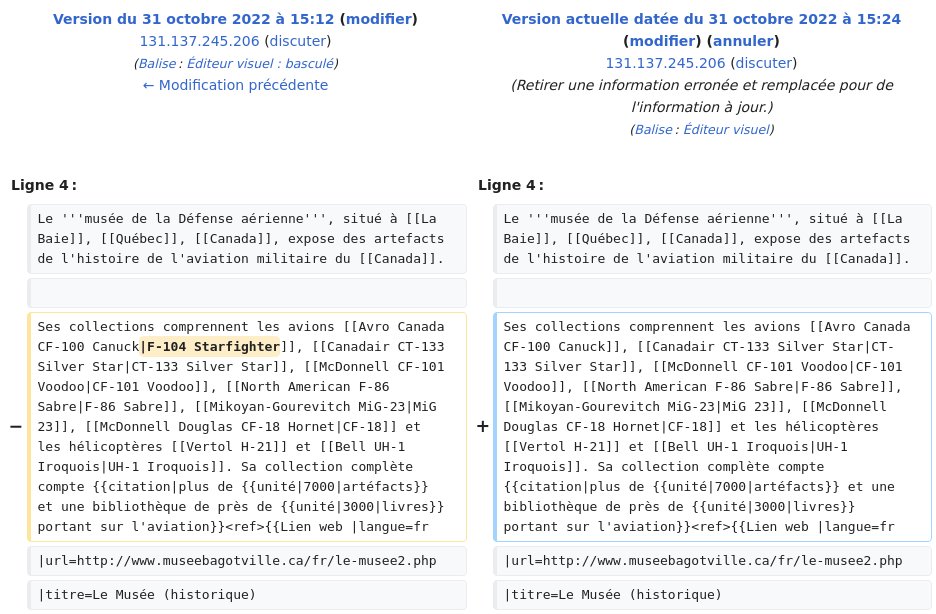 Version du 31 octobre 2022 à 15:12 (modifier)
131.137.245.206 (discuter)
(Balise : Éditeur visuel : basculé)
← Modification précédente
Version actuelle datée du 31 octobre 2022 à 15:24
(modifier) (annuler)
131.137.245.206 (discuter)
(Retirer une information erronée et remplacée pour de
l'information à jour.)
(Balise : Éditeur visuel)
Ligne 4 :
Le '''musée de la Défense aérienne''', situé à [[La
Baie]], [[Québec]], [[Canada]], expose des artefacts
de l'histoire de l'aviation militaire du [[Canada]].
Ses collections comprennent les avions [[Avro Canada
CF-100 Canuck|F-104 Starfighter]], [[Canadair CT-133
Silver Star|CT-133 Silver Star]], [[McDonnell CF-101
Voodoo|CF-101 Voodoo]], [[North American F-86
Sabre|F-86 Sabre]], [[Mikoyan-Gourevitch MiG-23|MiG
23]], [[McDonnell Douglas CF-18 Hornet|CF-18]] et
− les hélicoptères [[Vertol H-21]] et [[Bell UH-1
Iroquois|UH-1 Iroquois]]. Sa collection complète
compte {{citation|plus de {{unité|7000|artéfacts}}
et une bibliothèque de près de {{unité|3000|livres}}
portant sur l'aviation}}<ref>{{Lien web |langue=fr
|url=http://www.museebagotville.ca/fr/le-musee2.php
|titre=Le Musée (historique)
Ligne 4 :
Le '''musée de la Défense aérienne''', situé à [[La
Baie]], [[Québec]], [[Canada]], expose des artefacts
de l'histoire de l'aviation militaire du [[Canada]].
Ses collections comprennent les avions [[Avro Canada
CF-100 Canuck]], [[Canadair CT-133 Silver Star|CT-
133 Silver Star]], [[McDonnell CF-101 Voodoo|CF-101
Voodoo]], [[North American F-86 Sabre|F-86 Sabre]],
[[Mikoyan-Gourevitch MiG-23|MiG 23]], [[McDonnell
+ Douglas CF-18 Hornet|CF-18]] et les hélicoptères
[[Vertol H-21]] et [[Bell UH-1 Iroquois|UH-1
Iroquois]]. Sa collection complète compte
{{citation|plus de {{unité|7000|artéfacts}} et une
bibliothèque de près de {{unité|3000|livres}}
portant sur l'aviation}}<ref>{{Lien web |langue=fr
|url=http://www.museebagotville.ca/fr/le-musee2.php
|titre=Le Musée (historique)